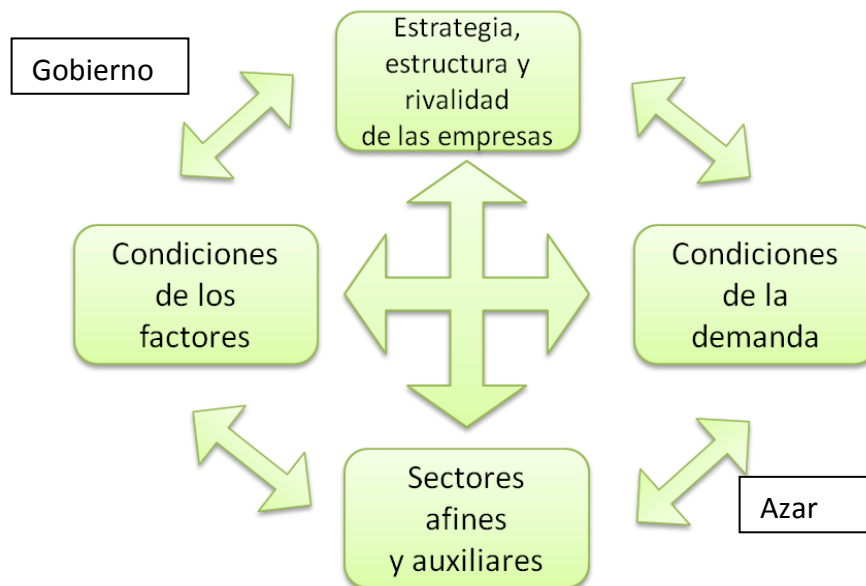 Estrategia,
estructura y
rivalidad
de las empresas
Gobierno
Condiciones
de los
factores
Condiciones
de la
demanda
Sectores
afines
y auxiliares
Azar